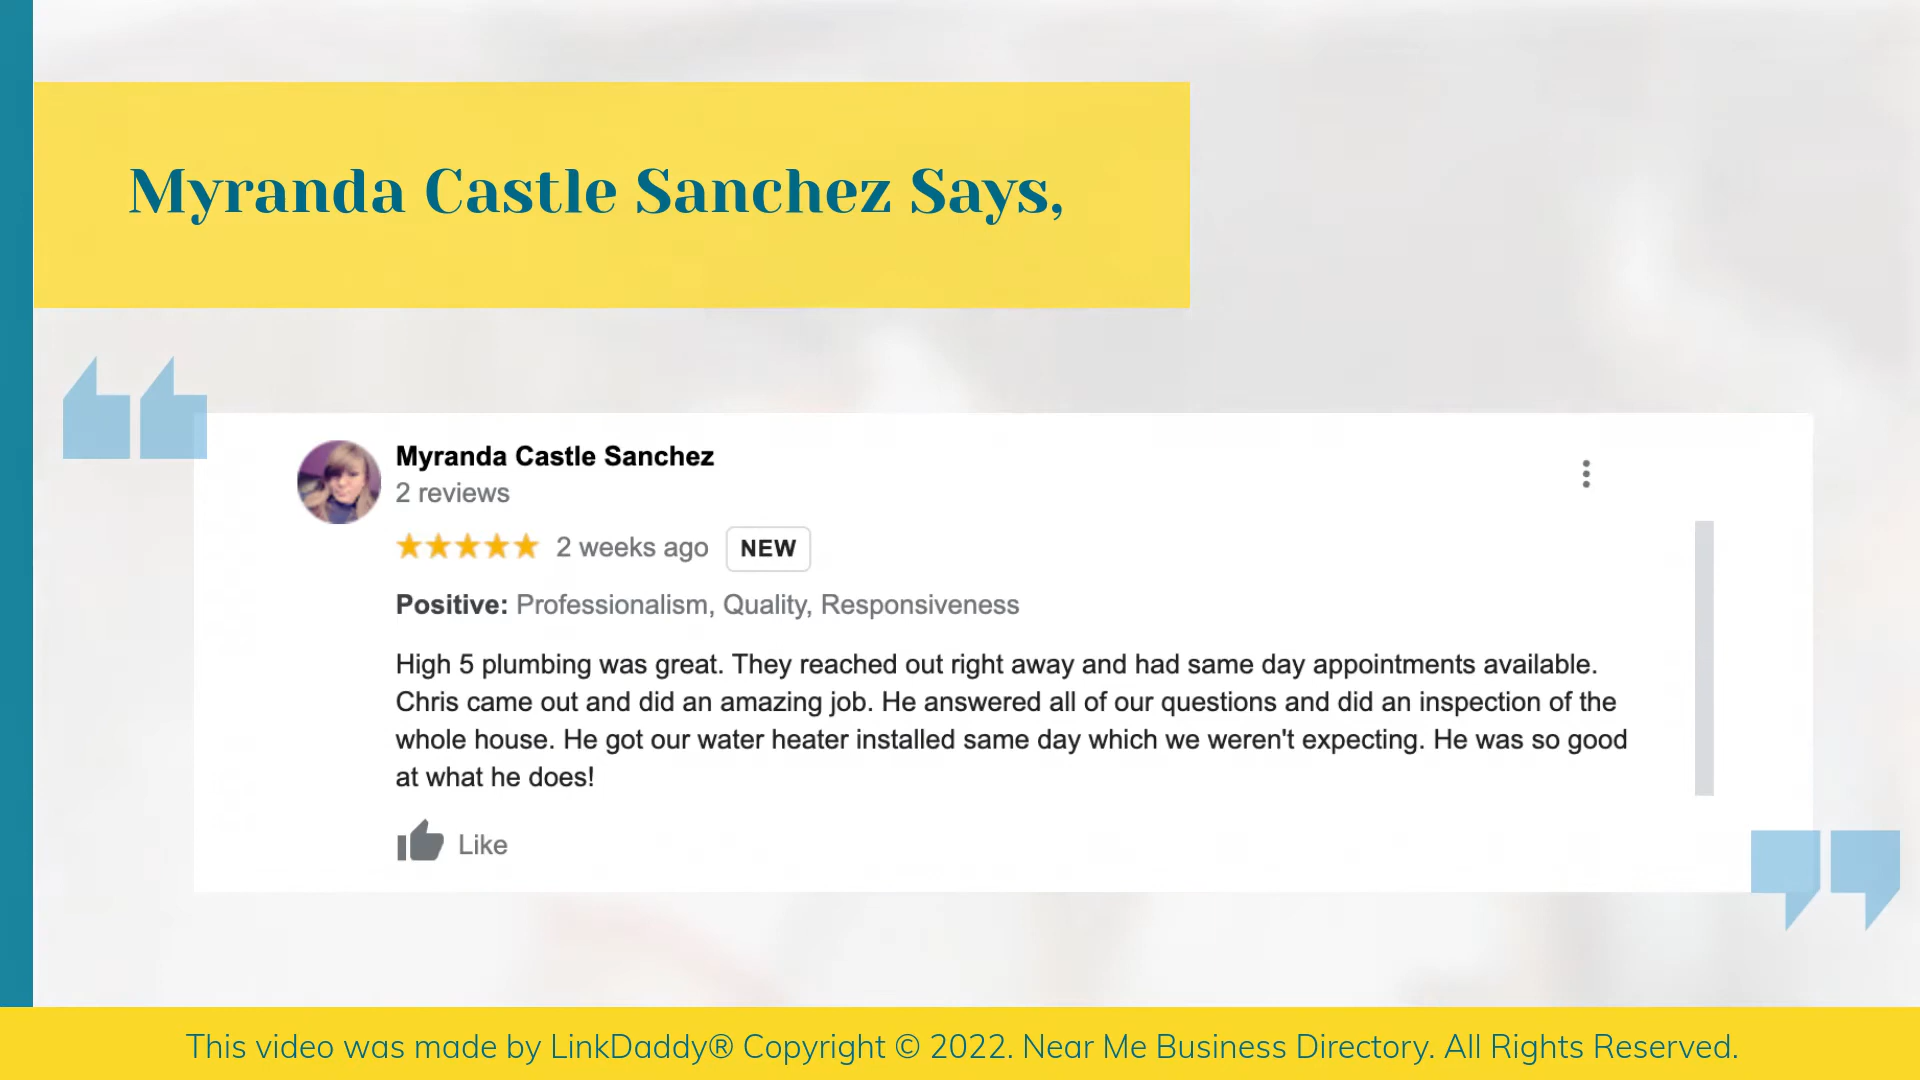 Myranda Castle Sanchez Says,
Myranda Castle Sanchez
2 reviews
2 weeks ago NEW
Positive: Professionalism, Quality, Responsiveness
High 5 plumbing was great. They reached out right away and had same day appointments available.
Chris came out and did an amazing job. He answered all of our questions and did an inspection of the
whole house. He got our water heater installed same day which we weren't expecting. He was so good
at what he does!
Like
This video was made by LinkDaddy® Copyright © 2022. Near Me Business Directory. All Rights Reserved.